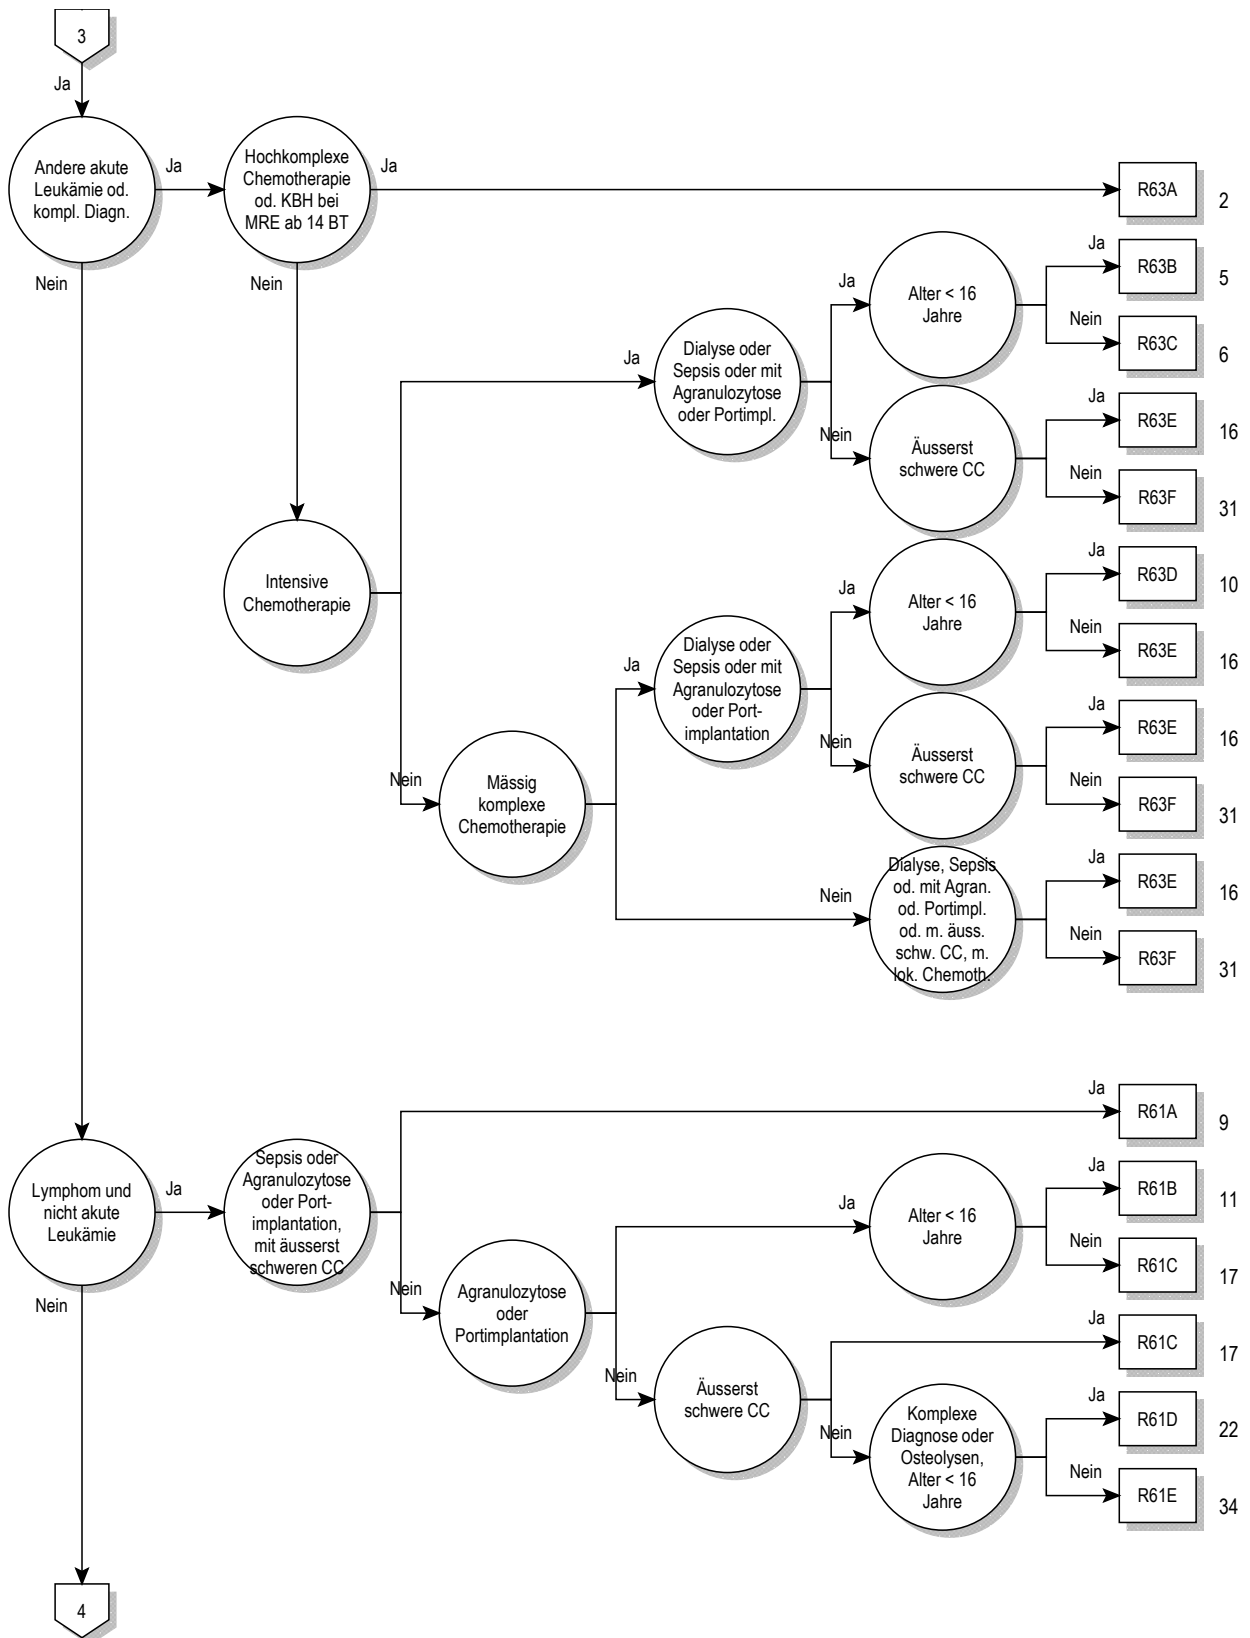 3
Ja
Andere akute
Leukämie od.
kompl. Diagn.
Ja
Hochkomplexe
Chemotherapie
od. KBH bei
MRE ab 14 BT
Ja
R63A
2
Nein
Nein
Intensive
Chemotherapie
Ja
Dialyse oder
Sepsis oder mit
Agranulozytose
oder Portimpl.
Ja
Alter < 16
Jahre
Ja
R63B
5
Nein
R63C
6
Nein
Äusserst
schwere CC
Ja
R63E
16
Nein
R63F
31
Nein
Mässig
komplexe
Chemotherapie
Ja
Dialyse oder
Sepsis oder mit
Agranulozytose
oder Port-
implantation
Ja
Alter < 16
Jahre
Ja
R63D
10
Nein
R63E
16
Nein
Äusserst
schwere CC
Ja
R63E
16
Nein
R63F
31
Nein
Dialyse, Sepsis
od. mit Agran.
od. Portimpl.
od. m. äuss.
schw. CC, m.
lok. Chemoth.
Ja
R63E
16
Nein
R63F
31
Lymphom und
nicht akute
Leukämie
Ja
Sepsis oder
Agranulozytose
oder Port-
implantation,
mit äusserst
schweren CC
Ja
R61A
9
Nein
Agranulozytose
oder
Portimplantation
Ja
Alter < 16
Jahre
Ja
R61B
11
Nein
R61C
17
Nein
Äusserst
schwere CC
Ja
R61C
17
Nein
Komplexe
Diagnose oder
Osteolysen,
Alter < 16
Jahre
Ja
R61D
22
Nein
R61E
34
Nein
4